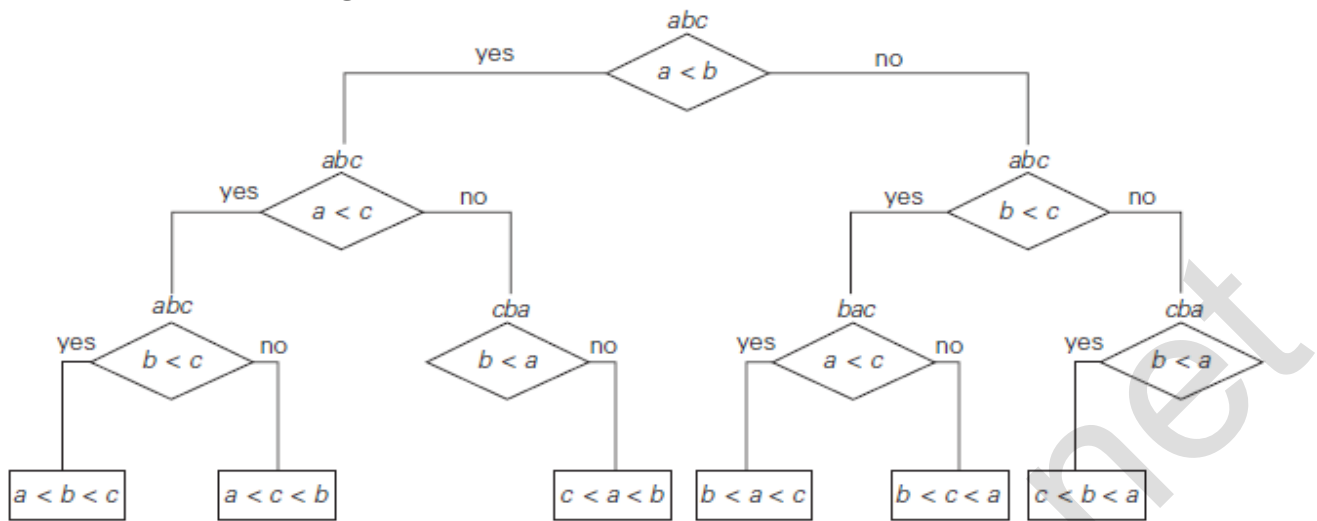 abc
yes a < b no
abc abc
yes a < c no yes b < c no
abc cba bac cba
yes b < c no b < a no yes a < c no yes b < a
a < b < c a < c < b c < a < b b < a < c b < c < a c < b < a
net